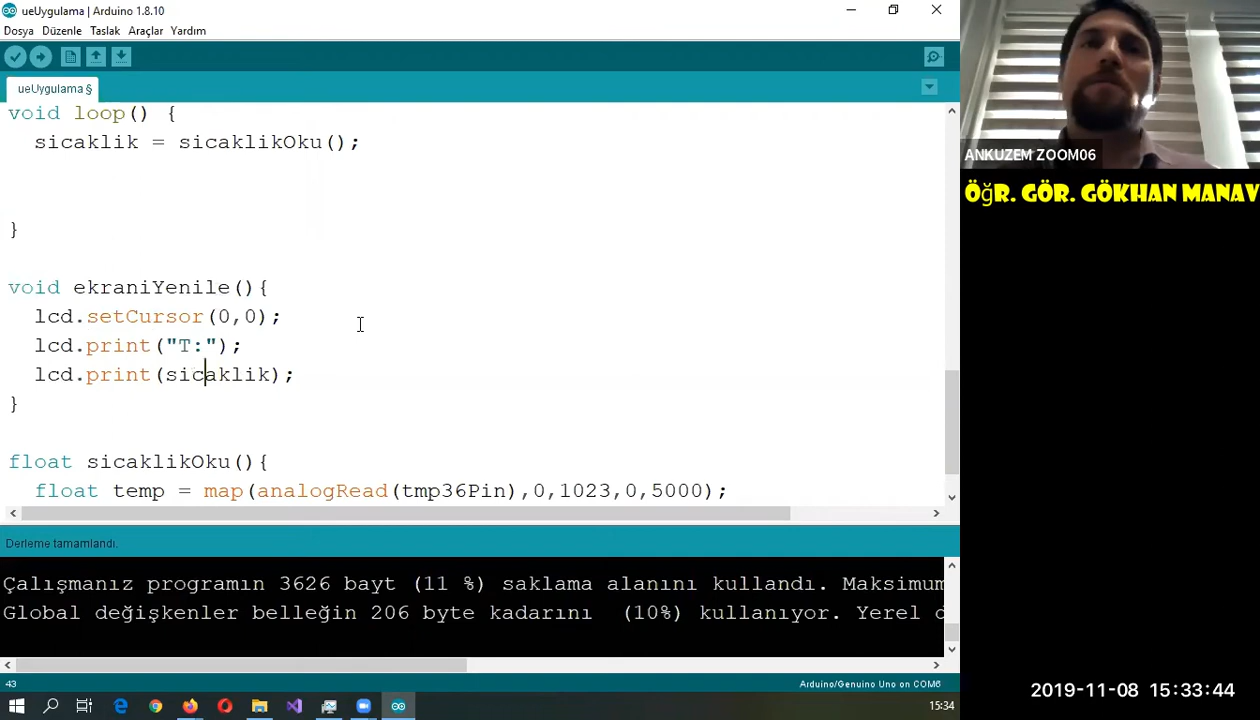 ueUygulama | Arduino 1.8.10
Dosya Düzenle Taslak Araçlar Yardım
ueUygulama §
void loop() {
sicaklik = sicaklikOku();
}
void ekraniYenile(){
lcd.setCursor(0,0);
lcd.print("T:");
lcd.print(sicaklik);
}
float sicaklikOku(){
float temp = map(analogRead(tmp36Pin),0,1023,0,5000);
Derleme tamamlandı.
Çalışmanız programın 3626 bayt (11 %) saklama alanını kullandı. Maksimum
Global değişkenler belleğin 206 byte kadarını (10%) kullanıyor. Yerel d
43
Arduino/Genuino Uno on COM6
15:34
ANKUZEM ZOOM06
ÖĞR. GÖR. GÖKHAN MANAV
2019-11-08 15:33:44